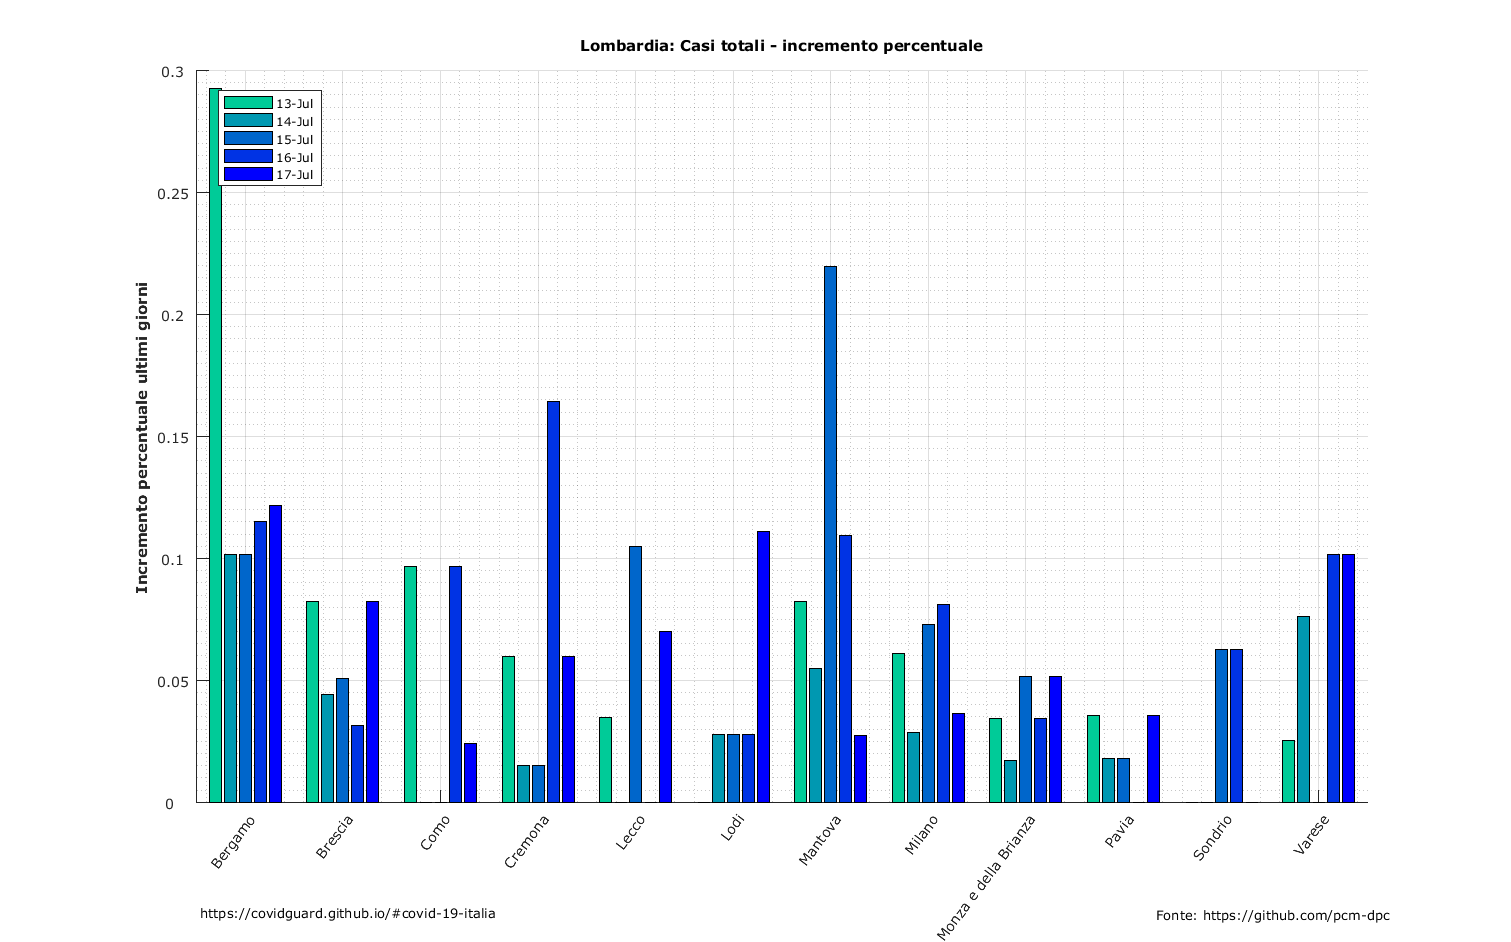 Lombardia: Casi totali - incremento percentuale
0.3
0.25
0.2
0.15
0.1
0.05
0
Incremento percentuale ultimi giorni
13-Jul
14-Jul
15-Jul
16-Jul
17-Jul
Bergamo
Brescia
Como
Cremona
Lecco
Lodi
Mantova
Milano
Monza e della Brianza
Pavia
Sondrio
Varese
https://covidguard.github.io/#covid-19-italia
Fonte: https://github.com/pcm-dpc